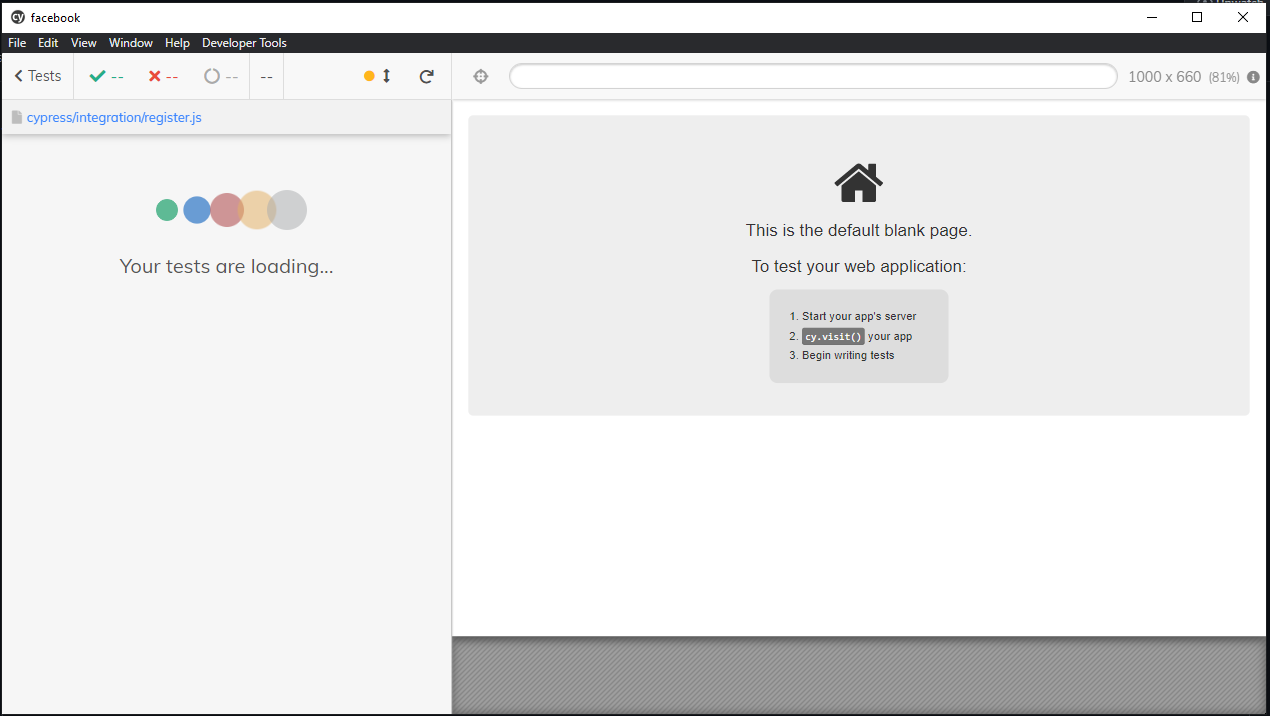 cy facebook
File Edit View Window Help Developer Tools
Tests -- -- -- --
1000 x 660 (81%) i
cypress/integration/register.js
Your tests are loading...
This is the default blank page.
To test your web application:
1. Start your app's server
2. cy.visit() your app
3. Begin writing tests